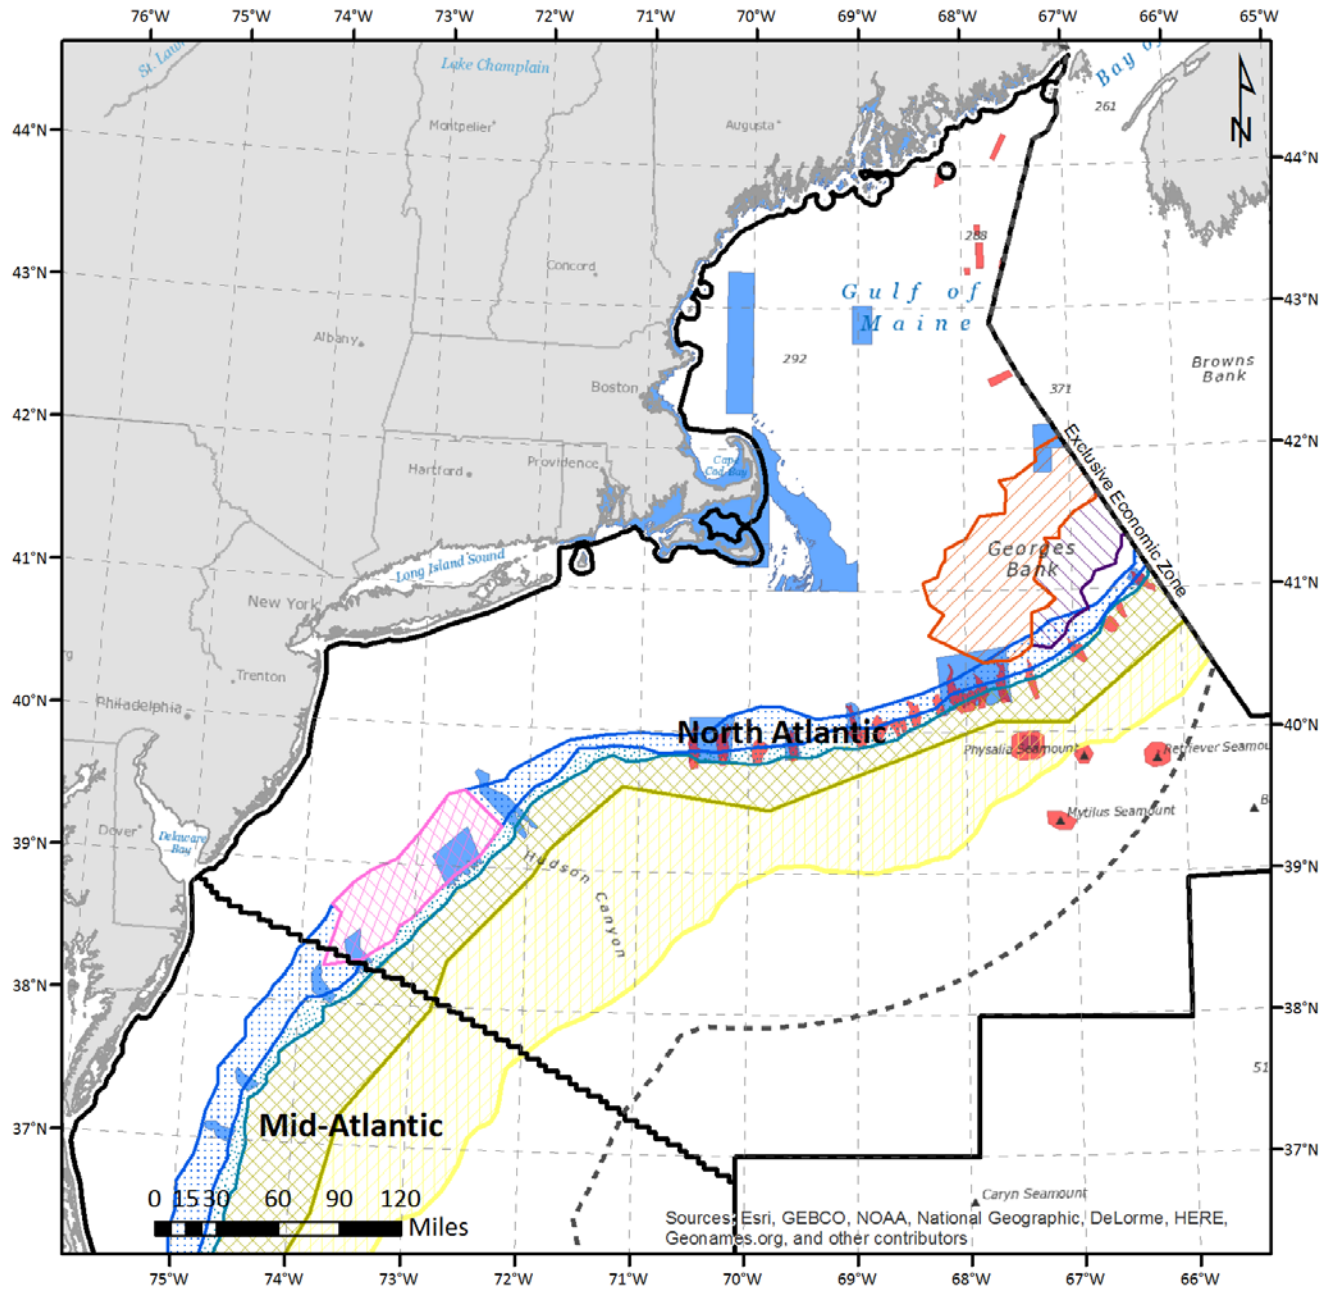 76°W 75°W 74°W 73°W 72°W 71°W 70°W 69°W 68°W 67°W 66°W 65°W
St. Law
Lake Champlain
Bay of
261
Montpelier
Augusta
44°N
44°N
N
288
43°N
Concord
Gulf of
Maine
43°N
Albany
292
Browns
Bank
Boston
371
42°N
Exclusive Economic Zone
42°N
Hartford
Providence
Cape
Cod Bay
41°N
Long Island Sound
Georges
Bank
41°N
New York
rg
Trenton
40°N
Philadelphia
North Atlantic
40°N
Physalia Seamount
Retriever Seamou
Mytilus Seamount
B
39°N
Dover
Delaware
Bay
Hudson Canyon
39°N
38°N
38°N
51
37°N
Mid-Atlantic
37°N
0 15 30 60 90 120
Miles
Caryn Seamount
Sources: Esri, GEBCO, NOAA, National Geographic, DeLorme, HERE,
Geonames.org, and other contributors
75°W 74°W 73°W 72°W 71°W 70°W 69°W 68°W 67°W 66°W